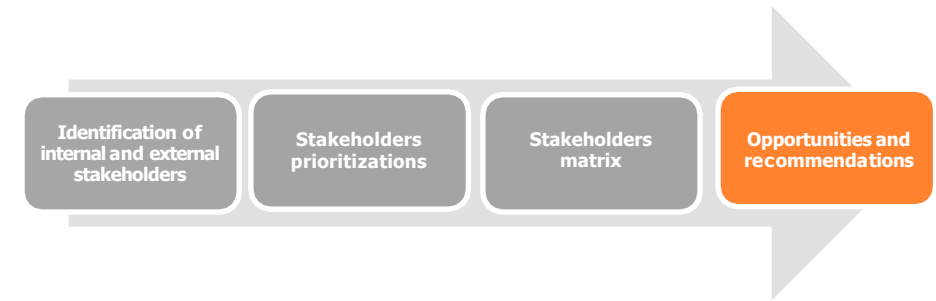 Identification of
internal and external
stakeholders
Stakeholders
prioritizations
Stakeholders
matrix
Opportunities and
recommendations